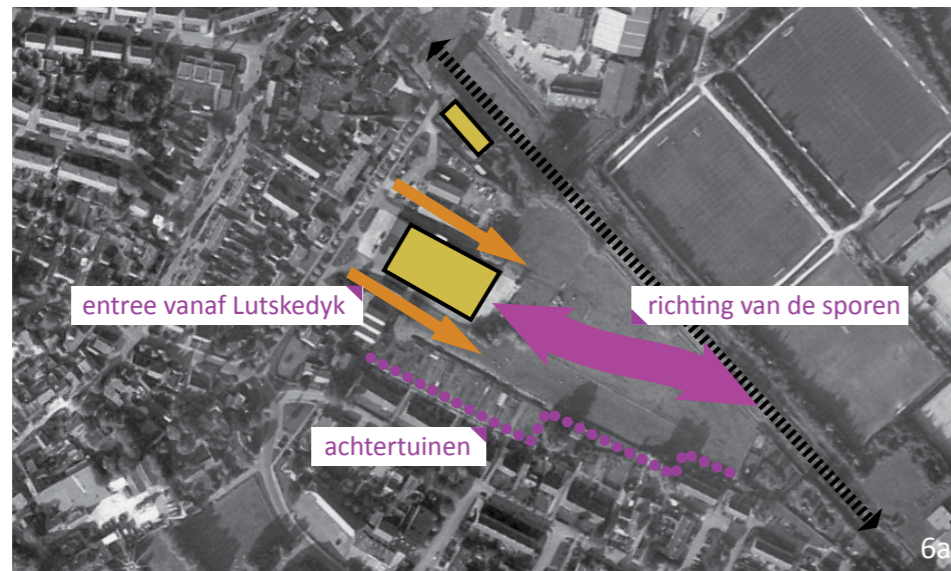 entree vanaf Lutskedyk
richting van de sporen
achtertuinen
6a